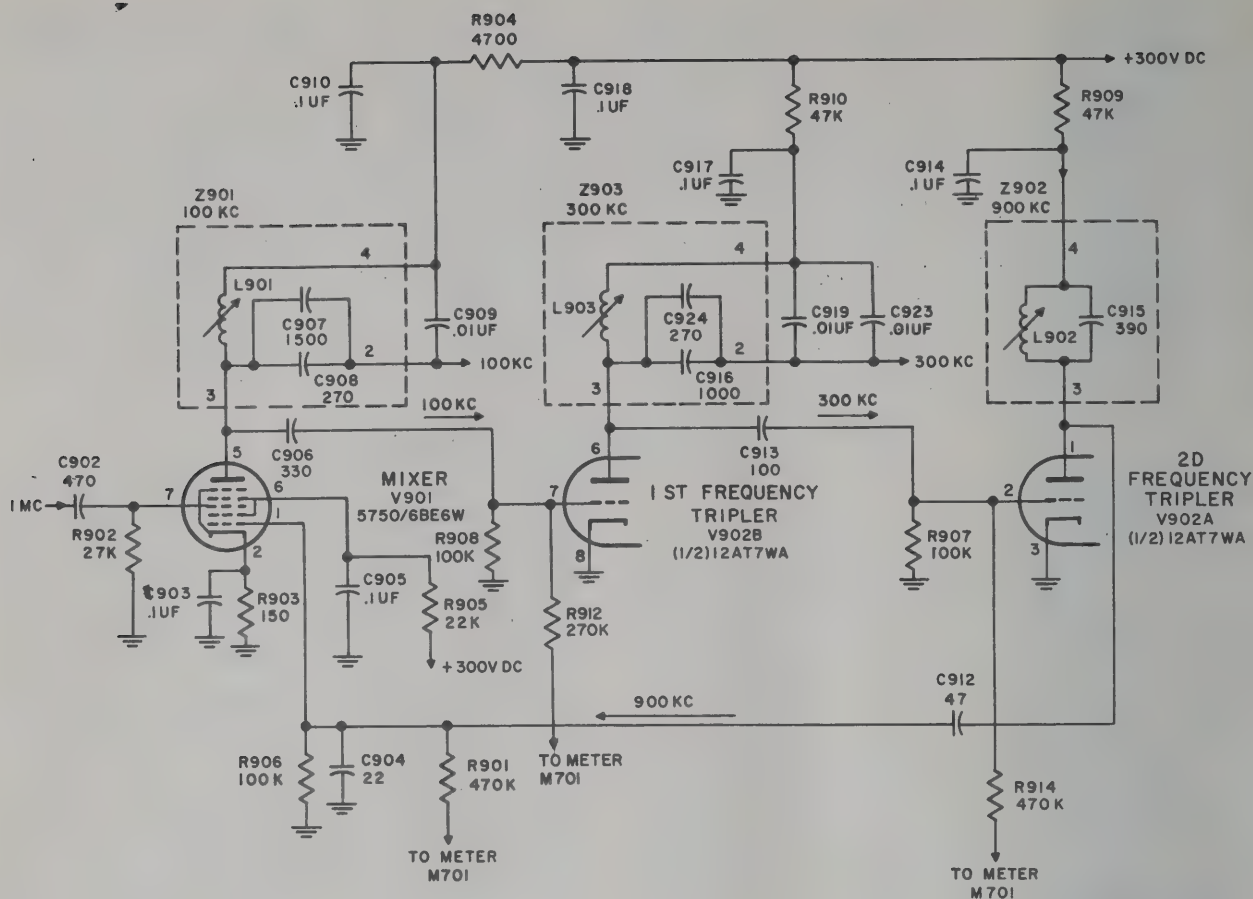 R904
4700
+300V DC
C910
.1UF
C918
.1UF
R910
47K
R909
47K
C917
.1UF
C914
.1UF
Z901
100 KC
Z903
300 KC
Z902
900 KC
4
4
4
L901
C907
1500
C909
.01UF
L903
C924
270
C919
.01UF
C923
.01UF
L902
C915
390
2
100KC
2
300 KC
C908
270
C916
1000
3
3
3
100KC
300 KC
C906
330
C913
100
5
6
1
C902
470
MIXER
V901
5750/6BE6W
1 MC
7
6
1
2
7
8
1ST FREQUENCY
TRIPLER
V902B
(1/2)12AT7WA
2
3
2D
FREQUENCY
TRIPLER
V902A
(1/2)12AT7WA
R902
27K
R908
100K
R907
100K
C903
.1UF
R903
150
C905
.1UF
R905
22K
R912
270K
+300V DC
900 KC
C912
47
R906
100K
C904
22
R901
470K
TO METER
M701
R914
470K
TO METER
M701
TO METER
M701